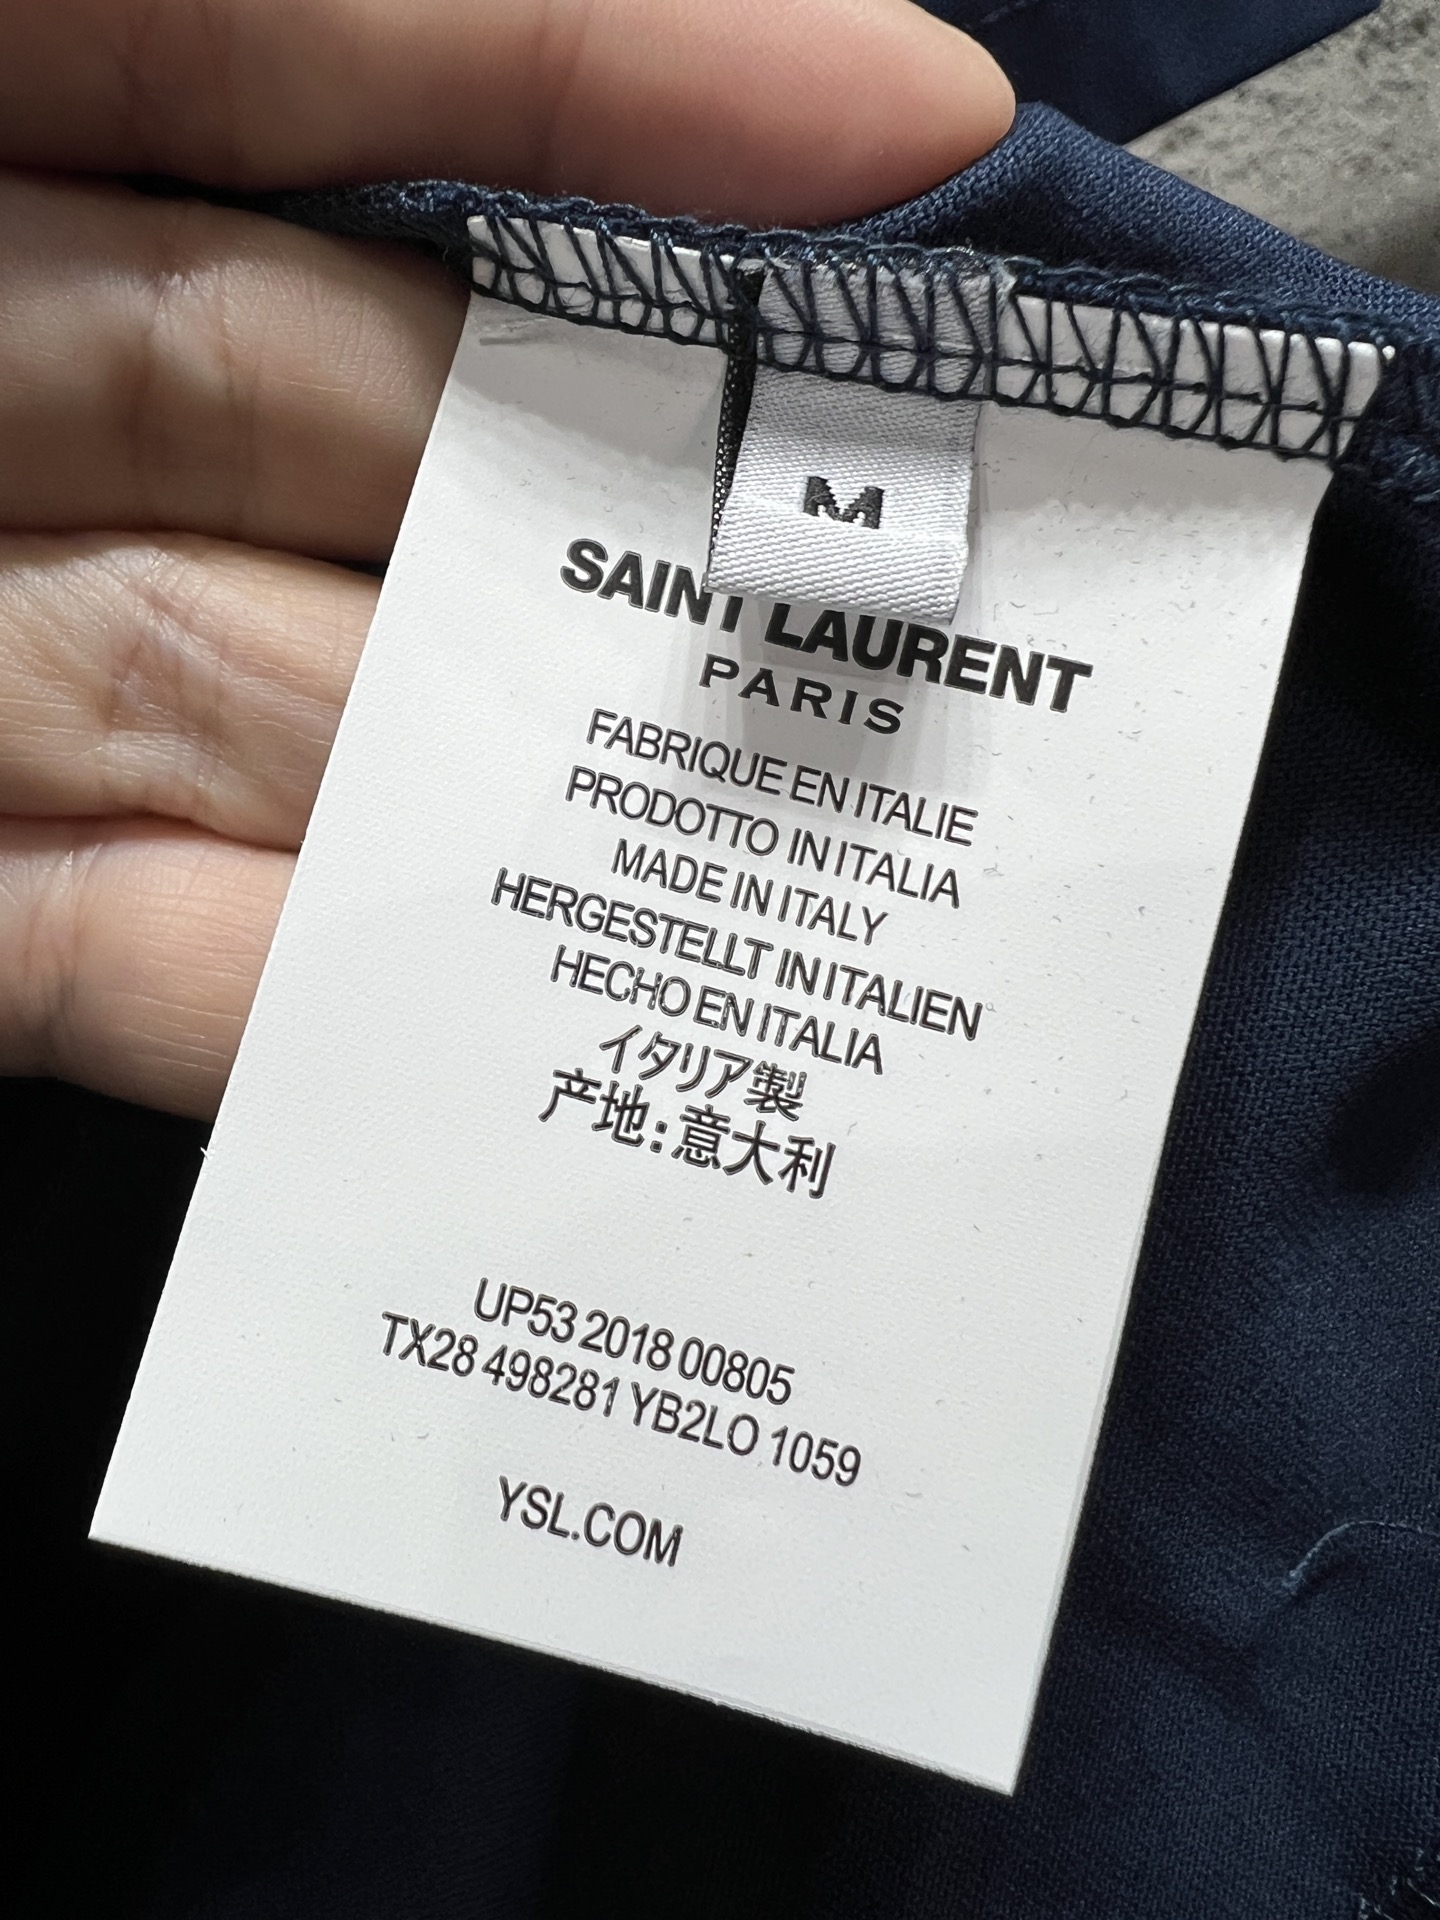 M
SAINT LAURENT
PARIS
FABRIQUE EN ITALIE
PRODOTTO IN ITALIA
MADE IN ITALY
HERGESTELLT IN ITALIEN
HECHO EN ITALIA
イタリア製
产地:意大利
UP53 2018 00805
TX28 498281 YB2LO 1059
YSL.COM